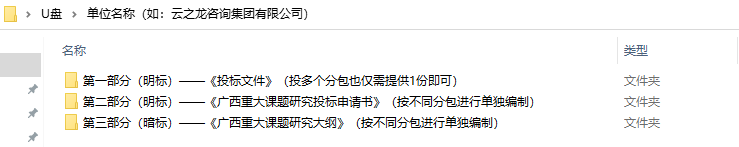 U盘 > 单位名称（如：云之龙咨询集团有限公司）
名称 类型
第一部分（明标）——《投标文件》（投多个分包也仅需提供1份即可） 文件夹
第二部分（明标）——《广西重大课题研究投标申请书》（按不同分包进行单独编制） 文件夹
第三部分（暗标）——《广西重大课题研究大纲》（按不同分包进行单独编制） 文件夹